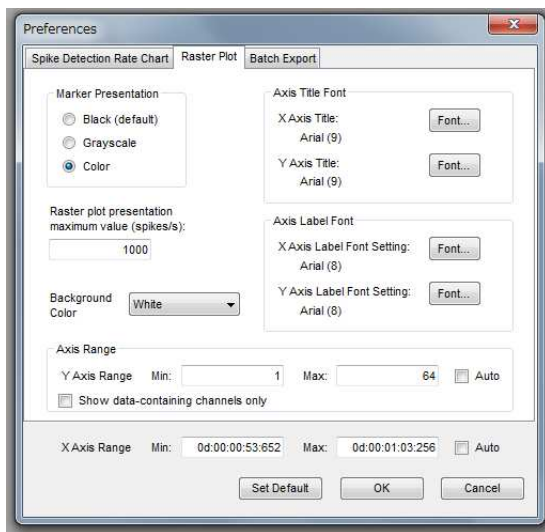 Preferences
Spike Detection Rate Chart Raster Plot Batch Export
Marker Presentation
Black (default)
Grayscale
Color
Raster plot presentation
maximum value (spikes/s):
1000
Background
Color
White
Axis Title Font
X Axis Title:
Arial (9)
Font...
Y Axis Title:
Arial (9)
Font...
Axis Label Font
X Axis Label Font Setting:
Arial (8)
Font...
Y Axis Label Font Setting:
Arial (8)
Font...
Axis Range
Y Axis Range Min: 1 Max: 64 Auto
Show data-containing channels only
X Axis Range Min: 0d:00:00:53:652 Max: 0d:00:01:03:256 Auto
Set Default OK Cancel